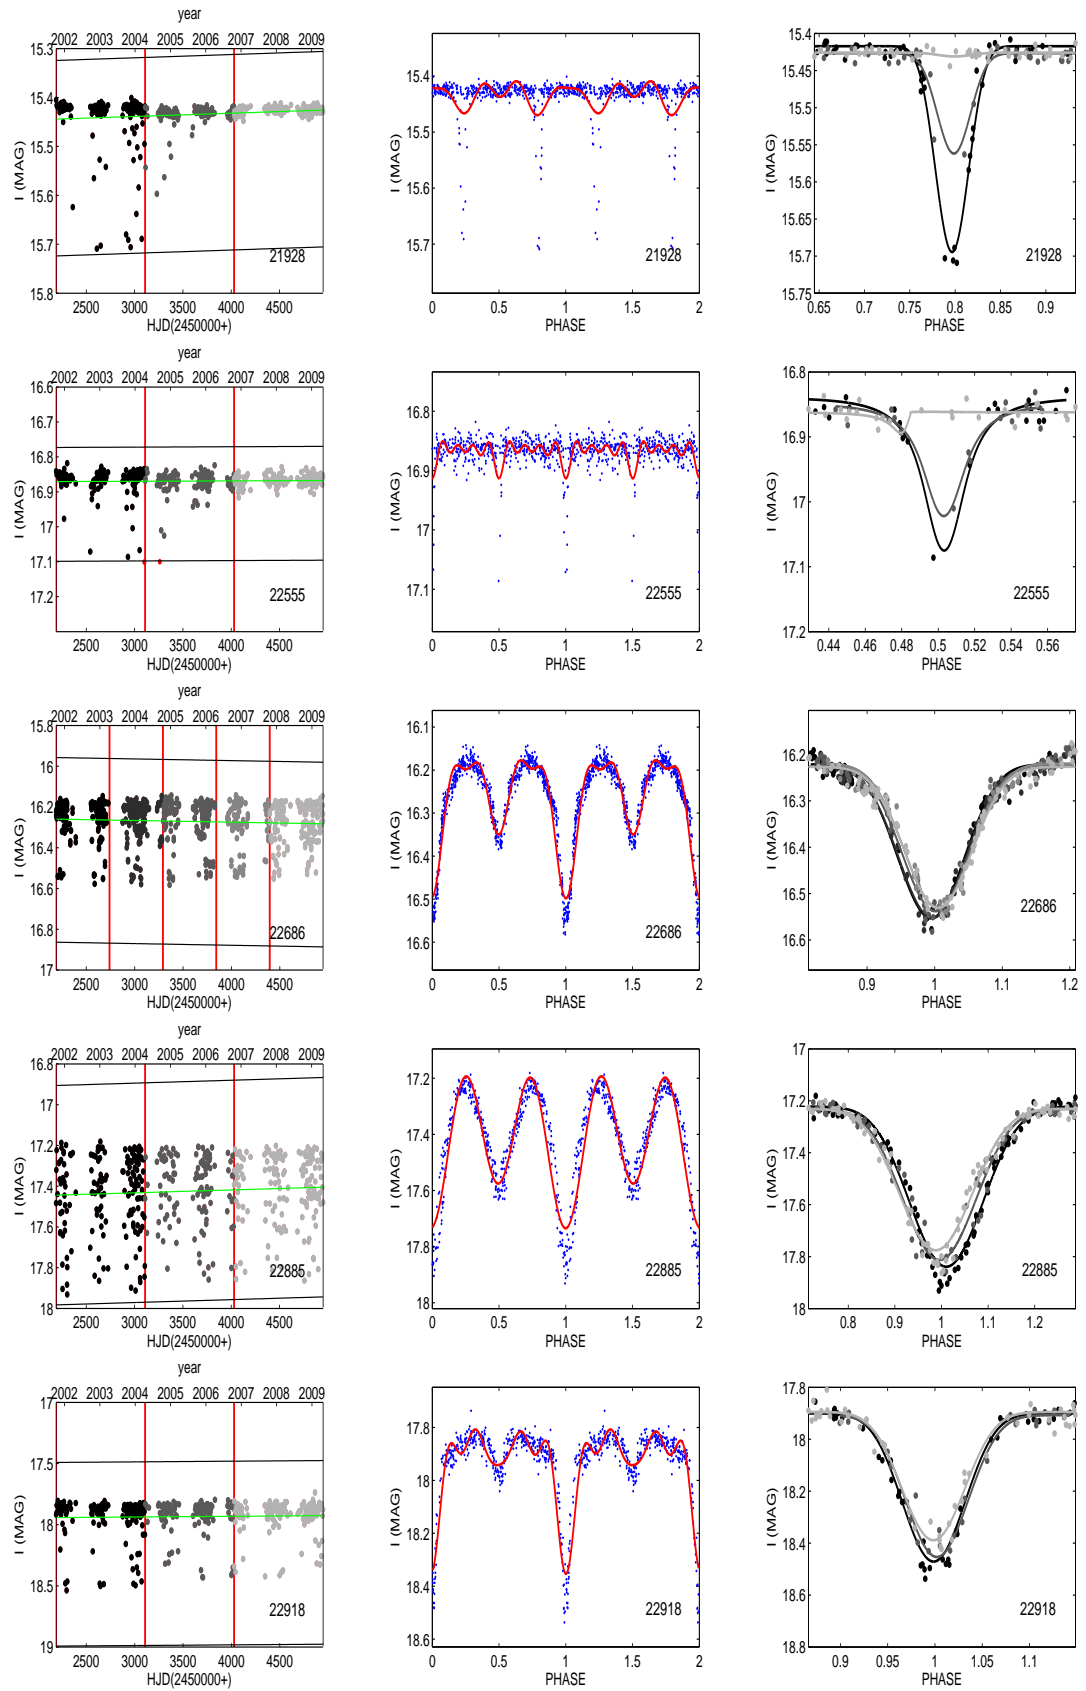 year
2002 2003 2004 2005 2006 2007 2008 2009
15.3
15.4
15.5
15.6
15.7
15.8
I (MAG)
21928
2500 3000 3500 4000 4500
HJD(2450000+)
15.4
15.5
15.6
15.7
I (MAG)
21928
0 0.5 1 1.5 2
PHASE
15.4
15.45
15.5
15.55
15.6
15.65
15.7
15.75
I (MAG)
21928
0.65 0.7 0.75 0.8 0.85 0.9
PHASE
year
2002 2003 2004 2005 2006 2007 2008 2009
16.6
16.7
16.8
16.9
17
17.1
17.2
I (MAG)
22555
2500 3000 3500 4000 4500
HJD(2450000+)
16.8
16.9
17
17.1
I (MAG)
22555
0 0.5 1 1.5 2
PHASE
16.8
16.9
17
17.1
17.2
I (MAG)
22555
0.44 0.46 0.48 0.5 0.52 0.54 0.56
PHASE
year
2002 2003 2004 2005 2006 2007 2008 2009
15.8
16
16.2
16.4
16.6
16.8
17
I (MAG)
22686
2500 3000 3500 4000 4500
HJD(2450000+)
16.1
16.2
16.3
16.4
16.5
16.6
I (MAG)
22686
0 0.5 1 1.5 2
PHASE
16.2
16.3
16.4
16.5
16.6
I (MAG)
22686
0.9 1 1.1 1.2
PHASE
year
2002 2003 2004 2005 2006 2007 2008 2009
16.8
17
17.2
17.4
17.6
17.8
18
I (MAG)
22885
2500 3000 3500 4000 4500
HJD(2450000+)
17.2
17.4
17.6
17.8
18
I (MAG)
22885
0 0.5 1 1.5 2
PHASE
17
17.2
17.4
17.6
17.8
18
I (MAG)
22885
0.8 0.9 1 1.1 1.2
PHASE
year
2002 2003 2004 2005 2006 2007 2008 2009
17
17.5
18
18.5
19
I (MAG)
22918
2500 3000 3500 4000 4500
HJD(2450000+)
17.8
18
18.2
18.4
18.6
I (MAG)
22918
0 0.5 1 1.5 2
PHASE
17.8
18
18.2
18.4
18.6
18.8
I (MAG)
22918
0.9 0.95 1 1.05 1.1
PHASE